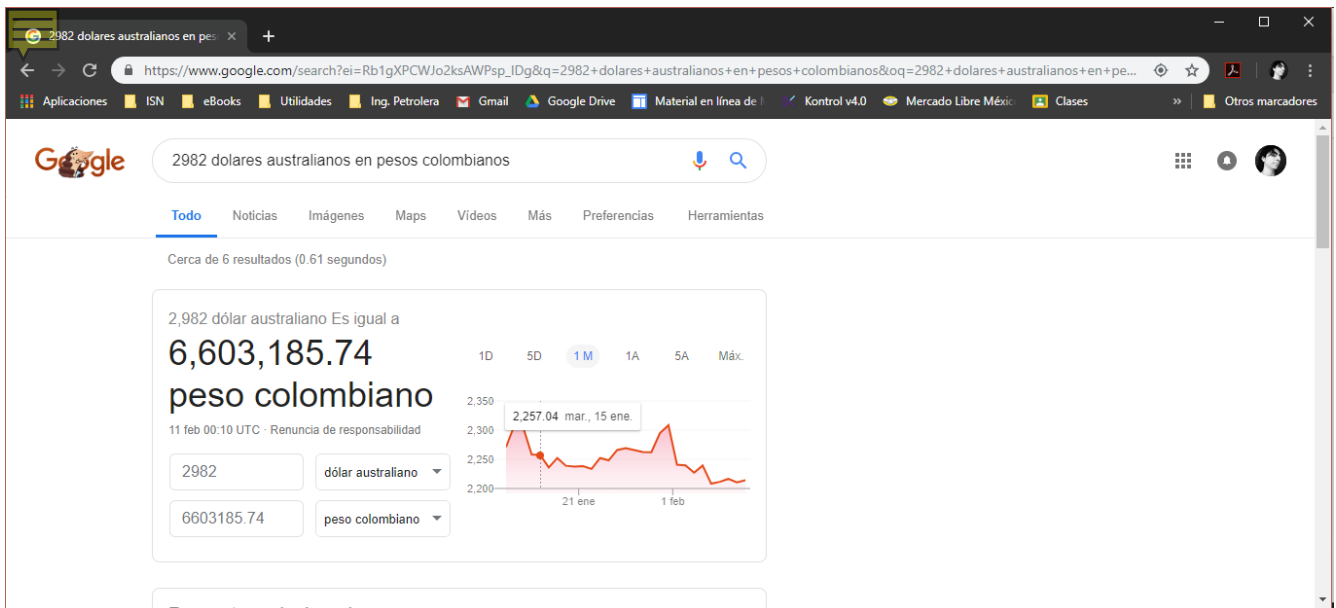 2982 dolares australianos en pes
https://www.google.com/search?ei=Rb1gXPCWJo2ksAWPsp_IDg&q=2982+dolares+australianos+en+pesos+colombianos&oq=2982+dolares+australianos+en+pe...
Aplicaciones ISN eBooks Utilidades Ing. Petrolera Gmail Google Drive Material en línea de Kontrol v4.0 Mercado Libre Méxic Clases » Otros marcadores
Google 2982 dolares australianos en pesos colombianos
Todo Noticias Imágenes Maps Vídeos Más Preferencias Herramientas
Cerca de 6 resultados (0.61 segundos)
2,982 dólar australiano Es igual a
6,603,185.74
peso colombiano
11 feb 00:10 UTC · Renuncia de responsabilidad
2982 dólar australiano
6603185.74 peso colombiano
1D 5D 1 M 1A 5A Máx.
2,350
2,257.04 mar., 15 ene.
2,300
2,250
2,200
21 ene 1 feb